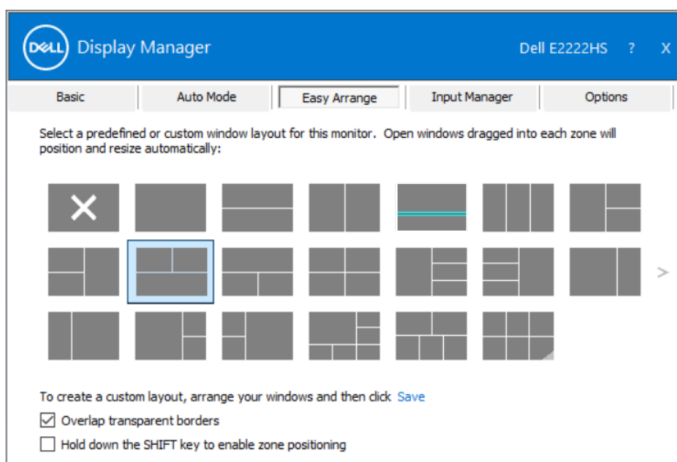 DELL Display Manager Dell E2222HS ? X
Basic Auto Mode Easy Arrange Input Manager Options
Select a predefined or custom window layout for this monitor. Open windows dragged into each zone will
position and resize automatically:
>
To create a custom layout, arrange your windows and then click Save
Overlap transparent borders
Hold down the SHIFT key to enable zone positioning